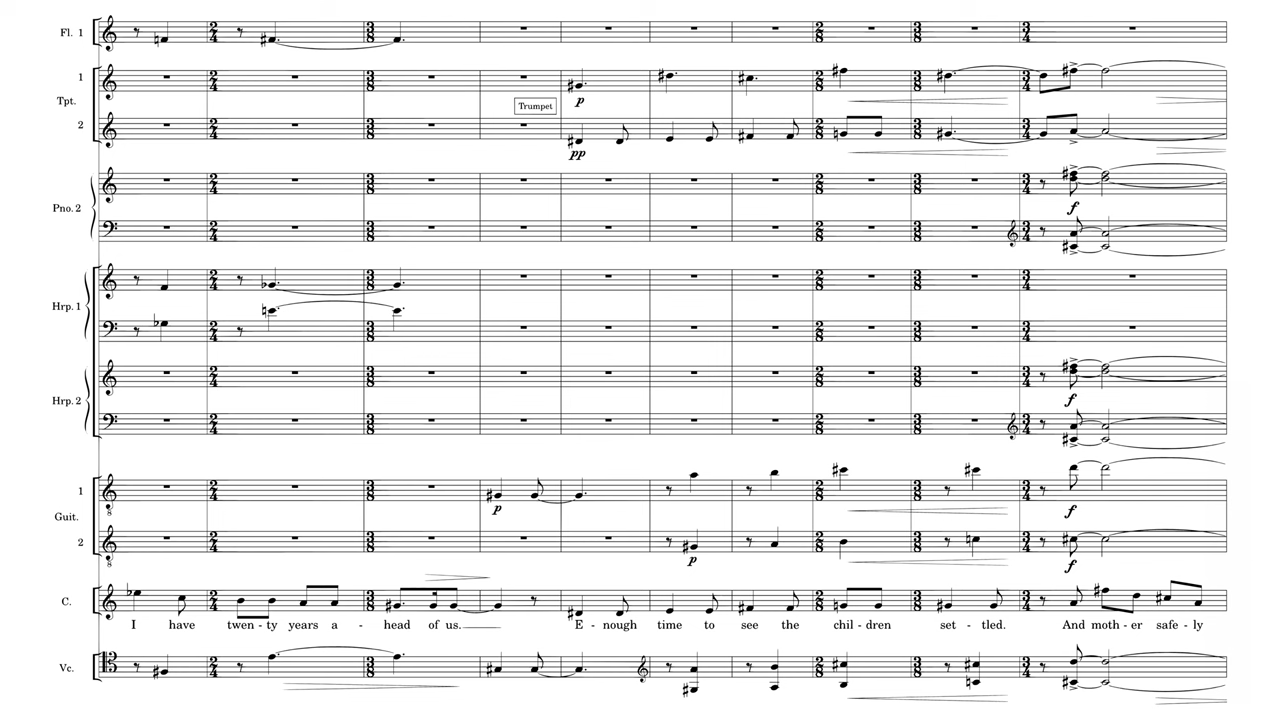 Fl. 1
1
Tpt.
Trumpet
p
2
pp
Pno. 2
f
Hrp. 1
Hrp. 2
f
1
p
f
Guit.
2
p
f
C.
I have twen - ty years a - head of us. E - nough time to see the chil - dren set - tled. And moth - er safe - ly
Vc.